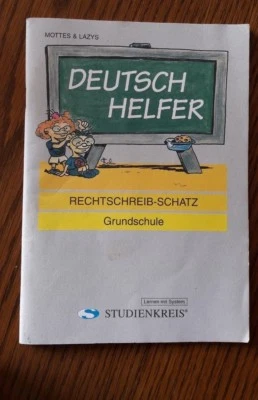 MOTTES & LAZYS
DEUTSCH
HELFER
RECHTSCHREIB-SCHATZ
Grundschule
Lernen mit System.
STUDIENKREIS®